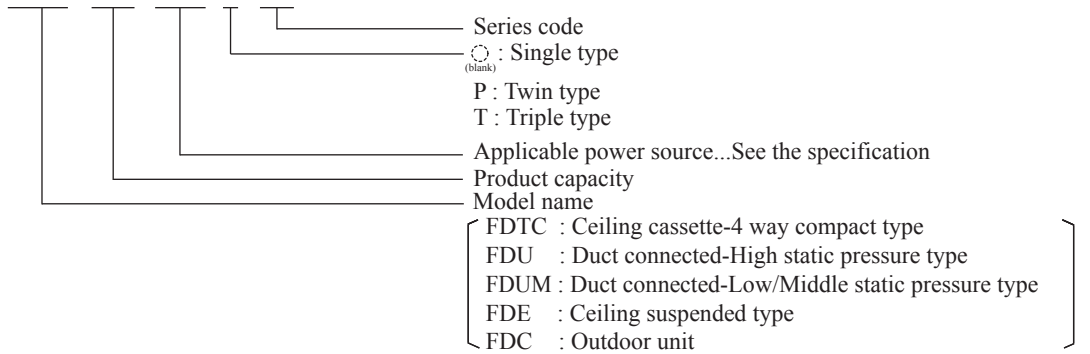 Series code
: Single type
(blank)
P : Twin type
T : Triple type
Applicable power source...See the specification
Product capacity
Model name
FDTC : Ceiling cassette-4 way compact type
FDU : Duct connected-High static pressure type
FDUM : Duct connected-Low/Middle static pressure type
FDE : Ceiling suspended type
FDC : Outdoor unit